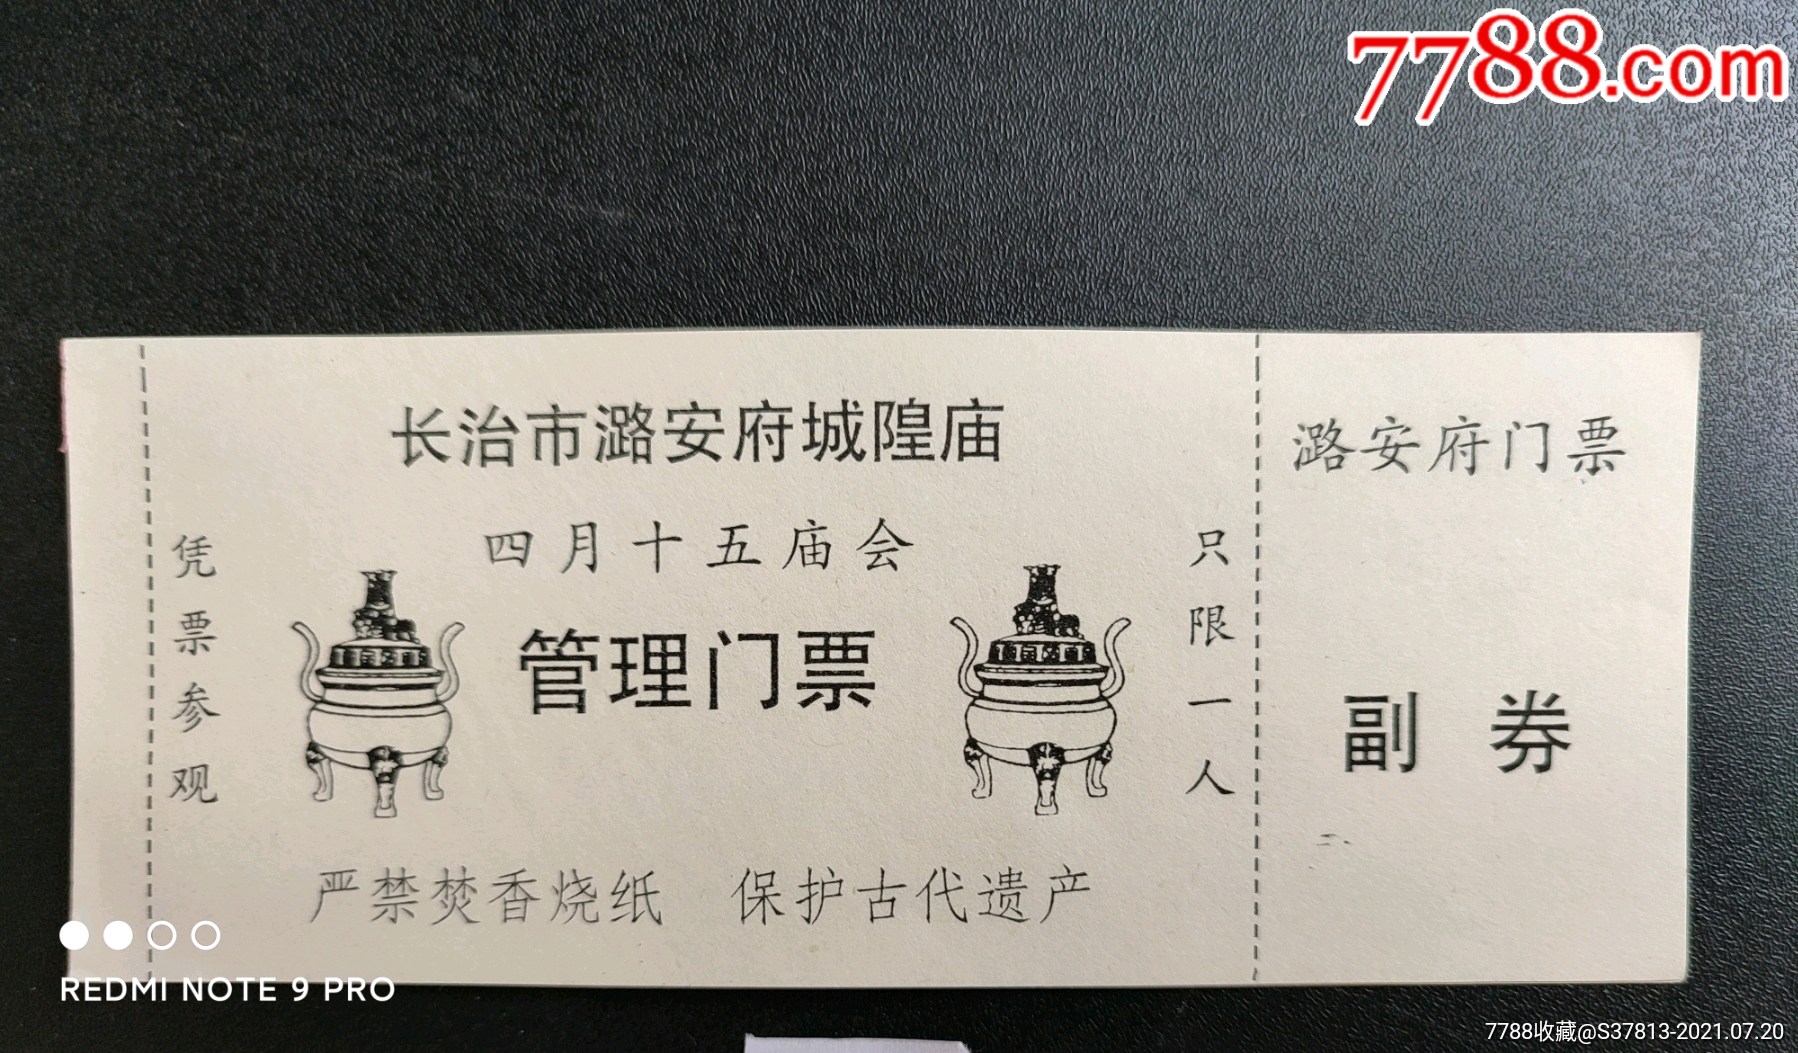 7788.com
长治市潞安府城隍庙
潞安府门票
四月十五庙会
凭票参观
管理门票
只限一人
副券
严禁焚香烧纸 保护古代遗产
REDMI NOTE 9 PRO
7788收藏@S37813-2021.07.20